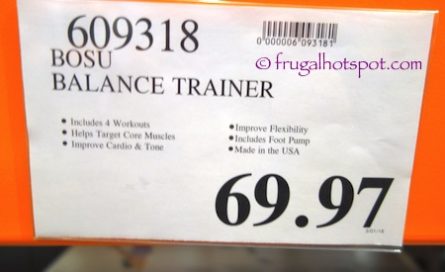 609318
0000006093181
© frugalhotspot.com
BOSU
BALANCE TRAINER
• Includes 4 Workouts
• Helps Target Core Muscles
• Improve Cardio & Tone
• Improve Flexibility
• Includes Foot Pump
• Made in the USA
69.97